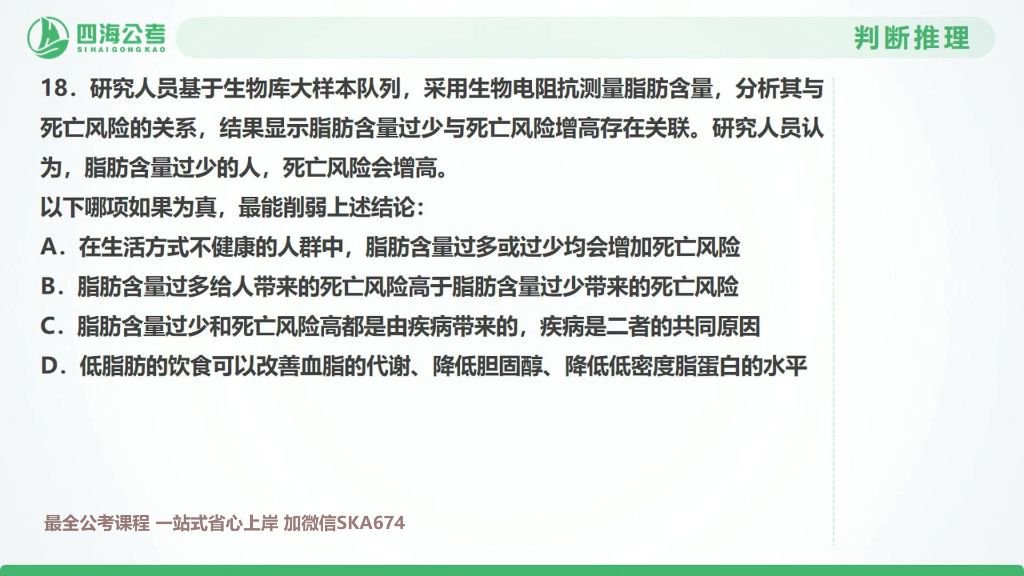 四海公考
SIHAIGONGKAO
判断推理
18．研究人员基于生物库大样本队列，采用生物电阻抗测量脂肪含量，分析其与
死亡风险的关系，结果显示脂肪含量过少与死亡风险增高存在关联。研究人员认
为，脂肪含量过少的人，死亡风险会增高。
以下哪项如果为真，最能削弱上述结论：
A．在生活方式不健康的人群中，脂肪含量过多或过少均会增加死亡风险
B．脂肪含量过多给人带来的死亡风险高于脂肪含量过少带来的死亡风险
C．脂肪含量过少和死亡风险高都是由疾病带来的，疾病是二者的共同原因
D．低脂肪的饮食可以改善血脂的代谢、降低胆固醇、降低低密度脂蛋白的水平
最全公考课程 一站式省心上岸 加微信SKA674